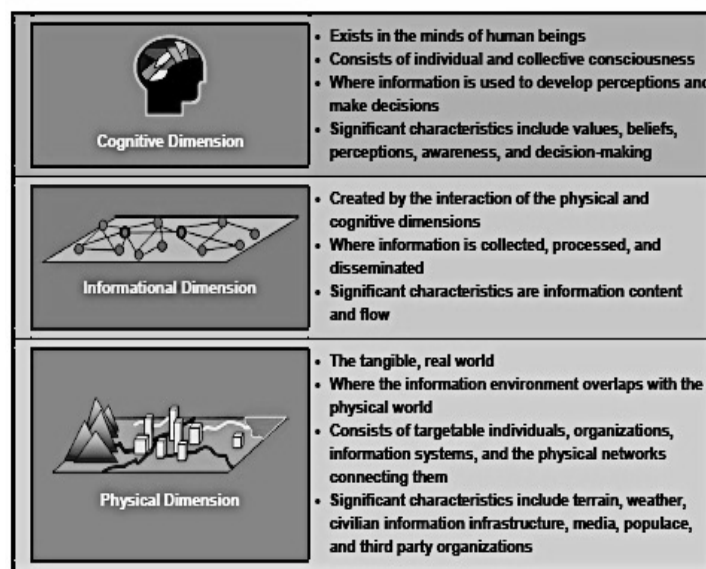 Cognitive Dimension
• Exists in the minds of human beings
• Consists of individual and collective consciousness
• Where information is used to develop perceptions and
make decisions
• Significant characteristics include values, beliefs,
perceptions, awareness, and decision-making
Informational Dimension
• Created by the interaction of the physical and
cognitive dimensions
• Where information is collected, processed, and
disseminated
• Significant characteristics are information content
and flow
Physical Dimension
• The tangible, real world
• Where the information environment overlaps with the
physical world
• Consists of targetable individuals, organizations,
information systems, and the physical networks
connecting them
• Significant characteristics include terrain, weather,
civilian information infrastructure, media, populace,
and third party organizations